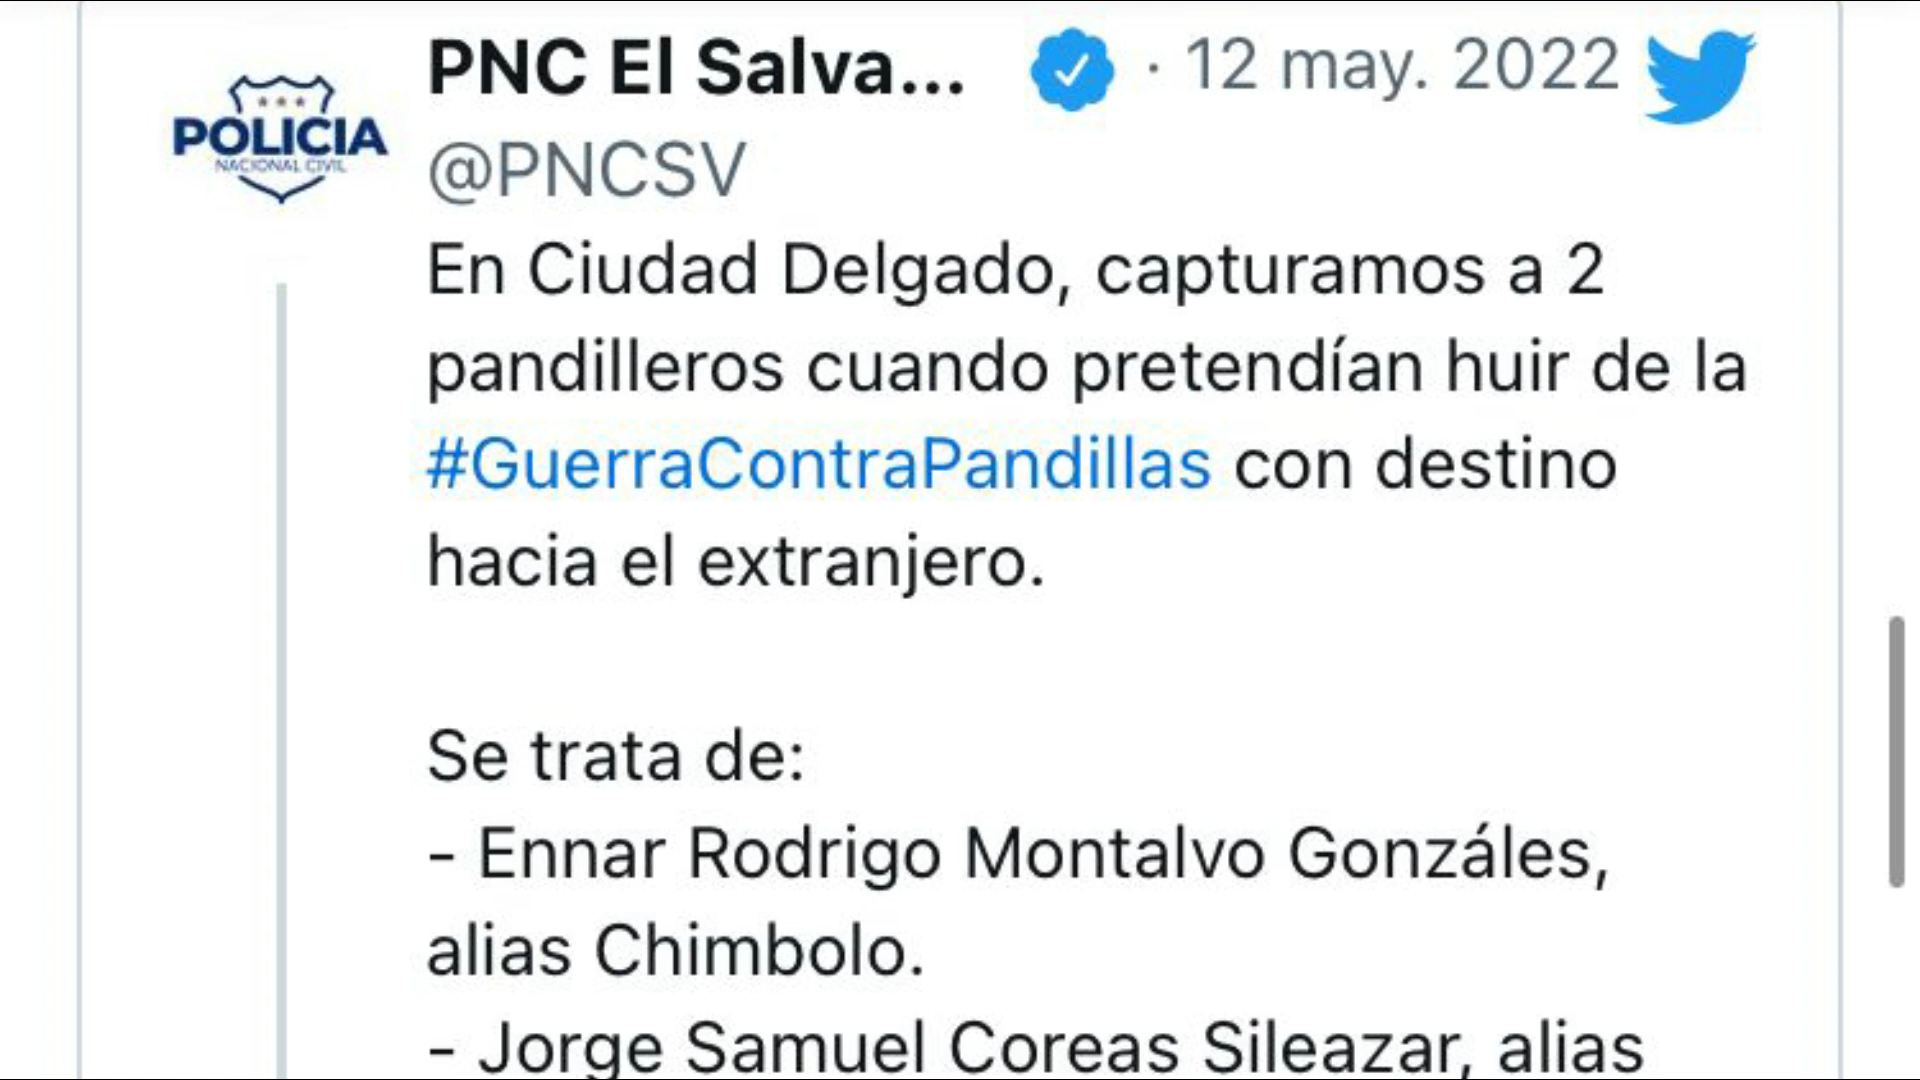 PNC El Salva... · 12 may. 2022
POLICIA
NACIONAL CIVIL
@PNCSV
En Ciudad Delgado, capturamos a 2
pandilleros cuando pretendían huir de la
#GuerraContraPandillas con destino
hacia el extranjero.
Se trata de:
- Ennar Rodrigo Montalvo Gonzáles,
alias Chimbolo.
- Jorge Samuel Coreas Sileazar, alias